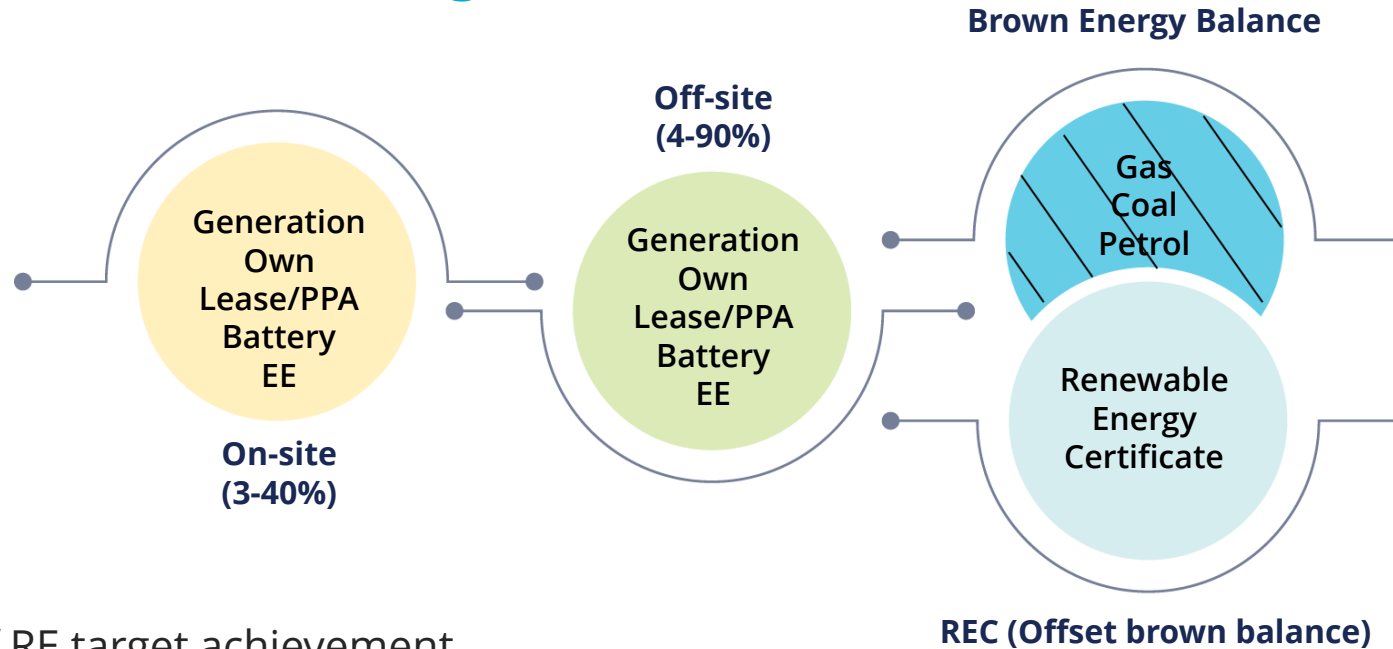 Generation
Own
Lease/PPA
Battery
EE
On-site
(3-40%)
Off-site
(4-90%)
Generation
Own
Lease/PPA
Battery
EE
Brown Energy Balance
Gas
Coal
Petrol
Renewable
Energy
Certificate
REC (Offset brown balance)
RE target achievement